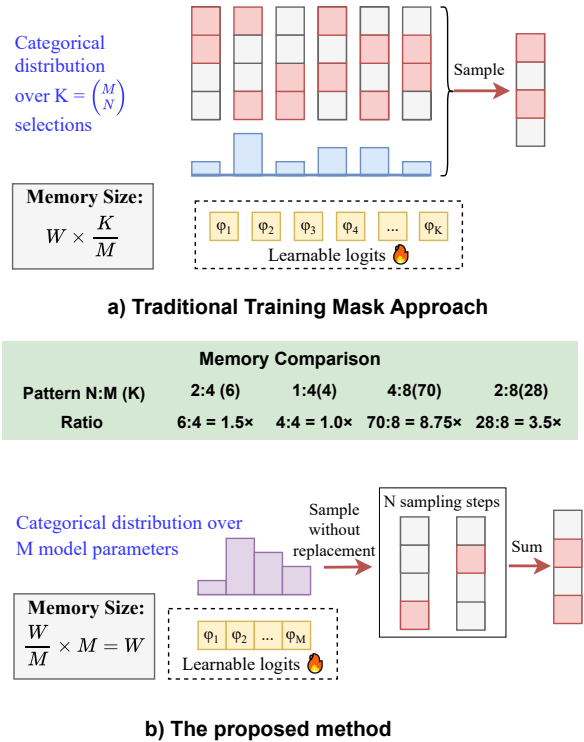 Categorical
distribution
over K = (M N)
selections
Sample
Memory Size:
W × K/M
φ1 φ2 φ3 φ4 ... φK
Learnable logits
a) Traditional Training Mask Approach
Memory Comparison
Pattern N:M (K) 2:4 (6) 1:4(4) 4:8(70) 2:8(28)
Ratio 6:4 = 1.5× 4:4 = 1.0× 70:8 = 8.75× 28:8 = 3.5×
Categorical distribution over
M model parameters
Sample
without
replacement
N sampling steps
Sum
Memory Size:
W/M × M = W
φ1 φ2 ... φM
Learnable logits
b) The proposed method